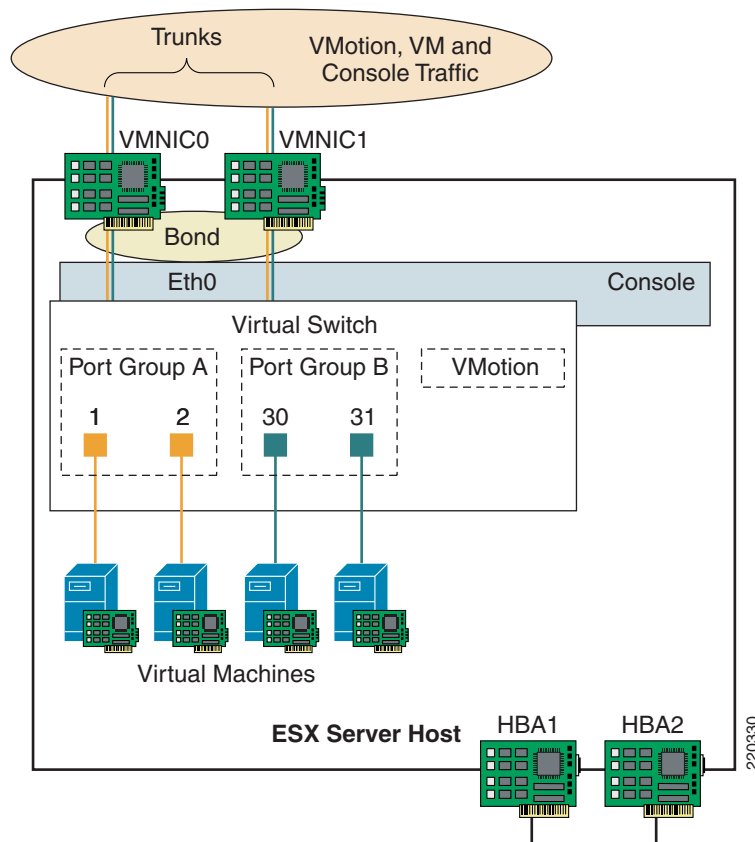 Trunks
VMotion, VM and
Console Traffic
VMNIC0
VMNIC1
Bond
Eth0
Console
Virtual Switch
Port Group A
Port Group B
VMotion
1
2
30
31
Virtual Machines
ESX Server Host
HBA1
HBA2
220330